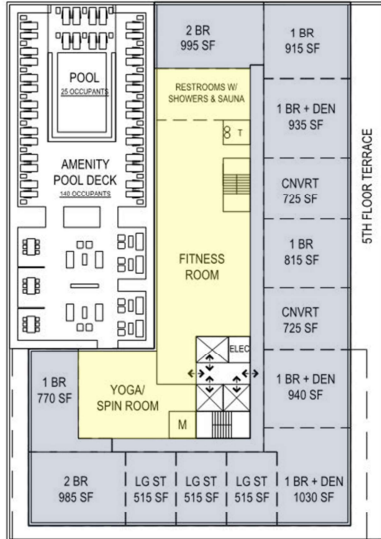 2 BR
995 SF
1 BR
915 SF
POOL
25 OCCUPANTS
RESTROOMS W/
SHOWERS & SAUNA
1 BR + DEN
935 SF
T
AMENITY
POOL DECK
140 OCCUPANTS
CNVRT
725 SF
5TH FLOOR TERRACE
FITNESS
ROOM
1 BR
815 SF
CNVRT
725 SF
ELEC
1 BR
770 SF
YOGA/
SPIN ROOM
1 BR + DEN
940 SF
M
2 BR
985 SF
LG ST
515 SF
LG ST
515 SF
LG ST
515 SF
1 BR + DEN
1030 SF